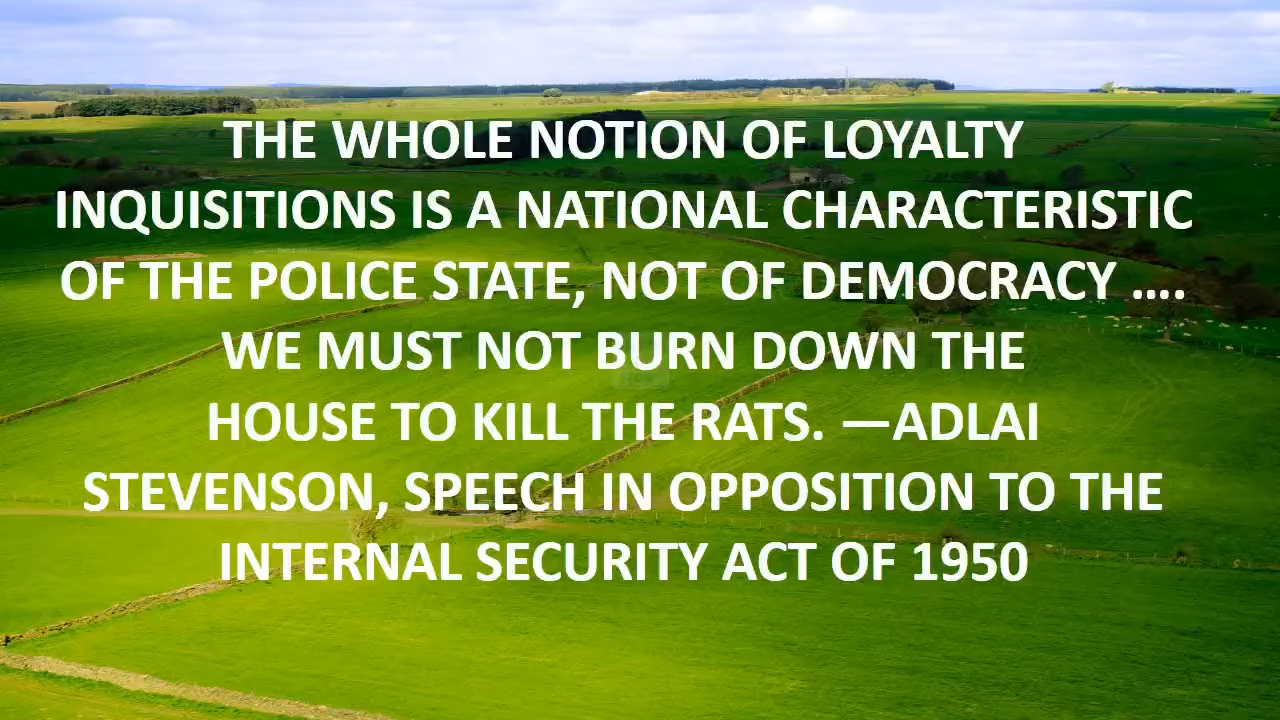 THE WHOLE NOTION OF LOYALTY
INQUISITIONS IS A NATIONAL CHARACTERISTIC
OF THE POLICE STATE, NOT OF DEMOCRACY ....
WE MUST NOT BURN DOWN THE
HOUSE TO KILL THE RATS. —ADLAI
STEVENSON, SPEECH IN OPPOSITION TO THE
INTERNAL SECURITY ACT OF 1950